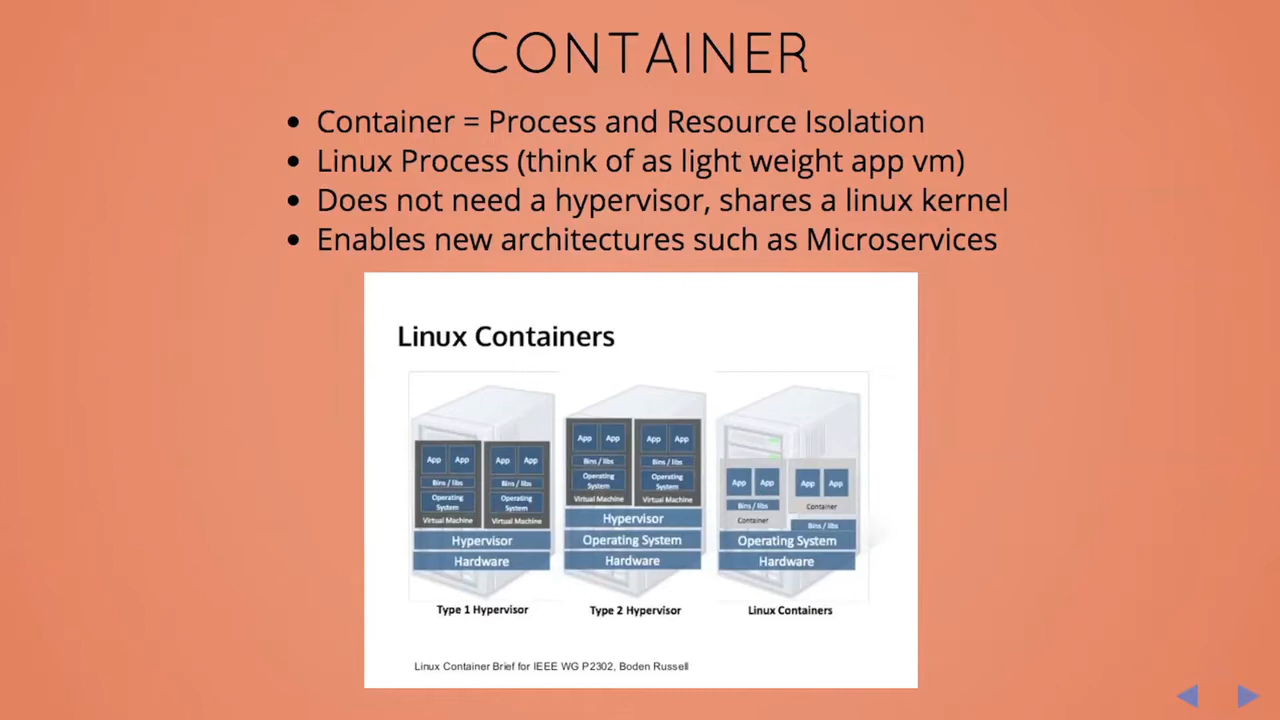 CONTAINER
Container = Process and Resource Isolation
Linux Process (think of as light weight app vm)
Does not need a hypervisor, shares a linux kernel
Enables new architectures such as Microservices
Linux Containers
App App App App
Bins / libs Bins / libs
Operating System Operating System
Virtual Machine Virtual Machine
Hypervisor
Hardware
Type 1 Hypervisor
App App App App
Bins / libs Bins / libs
Operating System Operating System
Virtual Machine Virtual Machine
Hypervisor
Operating System
Hardware
Type 2 Hypervisor
App App App App
Bins / libs Container
Container Bins / libs
Operating System
Hardware
Linux Containers
Linux Container Brief for IEEE WG P2302, Boden Russell